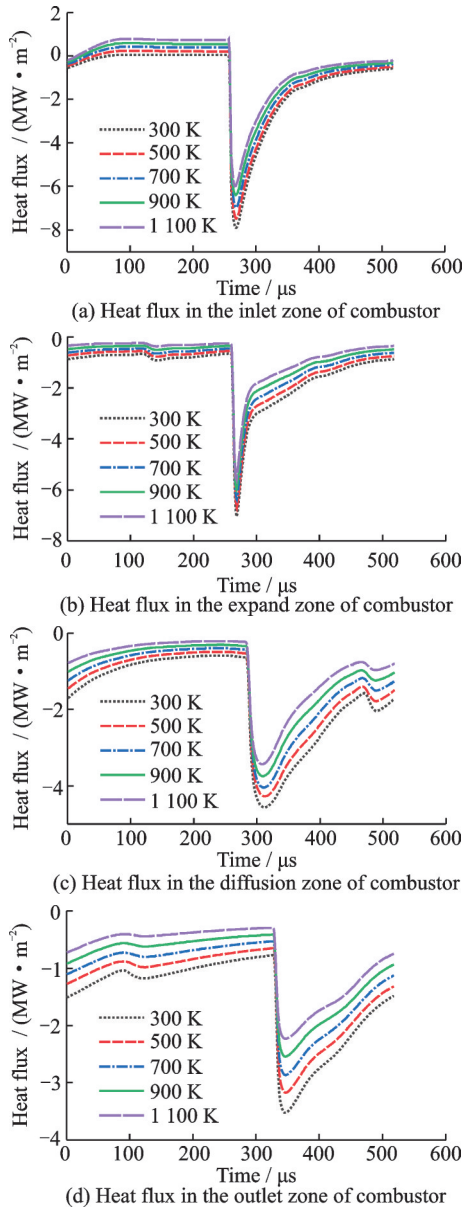 2
0
−2
−4
−6
−8
Heat flux / (MW • m⁻²)
300 K
500 K
700 K
900 K
1 100 K
0 100 200 300 400 500 600
Time / μs
(a) Heat flux in the inlet zone of combustor
0
−2
−4
−6
−8
Heat flux / (MW • m⁻²)
300 K
500 K
700 K
900 K
1 100 K
0 100 200 300 400 500 600
Time / μs
(b) Heat flux in the expand zone of combustor
0
−2
−4
Heat flux / (MW • m⁻²)
300 K
500 K
700 K
900 K
1 100 K
0 100 200 300 400 500 600
Time / μs
(c) Heat flux in the diffusion zone of combustor
0
−1
−2
−3
−4
Heat flux / (MW • m⁻²)
300 K
500 K
700 K
900 K
1 100 K
0 100 200 300 400 500 600
Time / μs
(d) Heat flux in the outlet zone of combustor